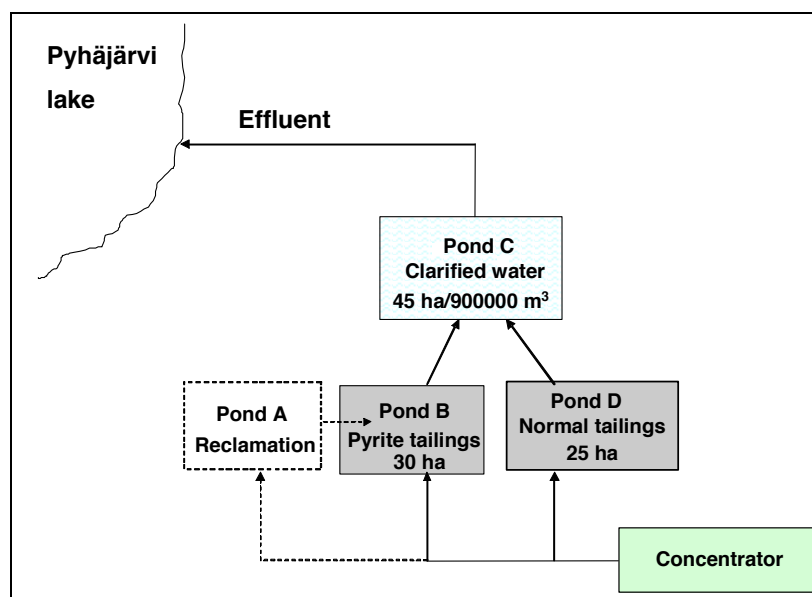 Pyhäjärvi
lake
Effluent
Pond C
Clarified water
45 ha/900000 m³
Pond A
Reclamation
Pond B
Pyrite tailings
30 ha
Pond D
Normal tailings
25 ha
Concentrator